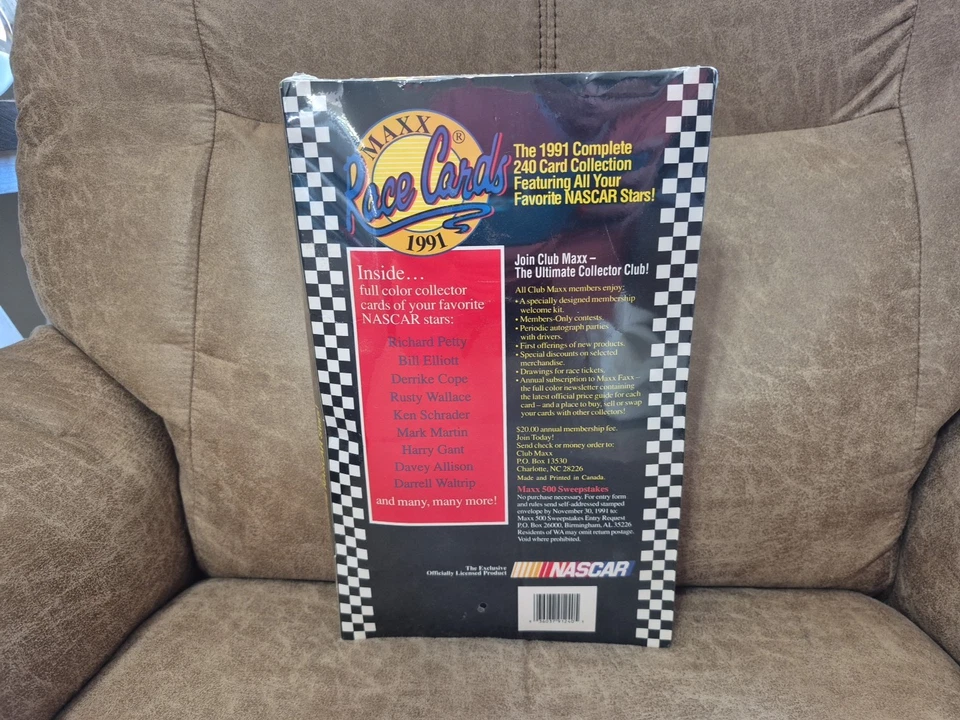 MAXX ®
Race Cards
1991
The 1991 Complete
240 Card Collection
Featuring All Your
Favorite NASCAR Stars!
Inside...
full color collector
cards of your favorite
NASCAR stars:
Richard Petty
Bill Elliott
Derrike Cope
Rusty Wallace
Ken Schrader
Mark Martin
Harry Gant
Davey Allison
Darrell Waltrip
and many, many more!
Join Club Maxx –
The Ultimate Collector Club!
All Club Maxx members enjoy:
• A specially designed membership
welcome kit.
• Members-Only contests.
• Periodic autograph parties
with drivers.
• First offerings of new products.
• Special discounts on selected
merchandise.
• Drawings for race tickets.
• Annual subscription to Maxx Faxx –
the full color newsletter containing
the latest official price guide for each
card – and a place to buy, sell or swap
your cards with other collectors!
$20.00 annual membership fee.
Join Today!
Send check or money order to:
Club Maxx
P.O. Box 13530
Charlotte, NC 28226
Made and Printed in Canada.
Maxx 500 Sweepstakes
No purchase necessary. For entry form
and rules send self-addressed stamped
envelope by November 30, 1991 to:
Maxx 500 Sweepstakes Entry Request
P.O. Box 26000, Birmingham, AL 35226
Residents of WA may omit return postage.
Void where prohibited.
The Exclusive
Officially Licensed Product
NASCAR